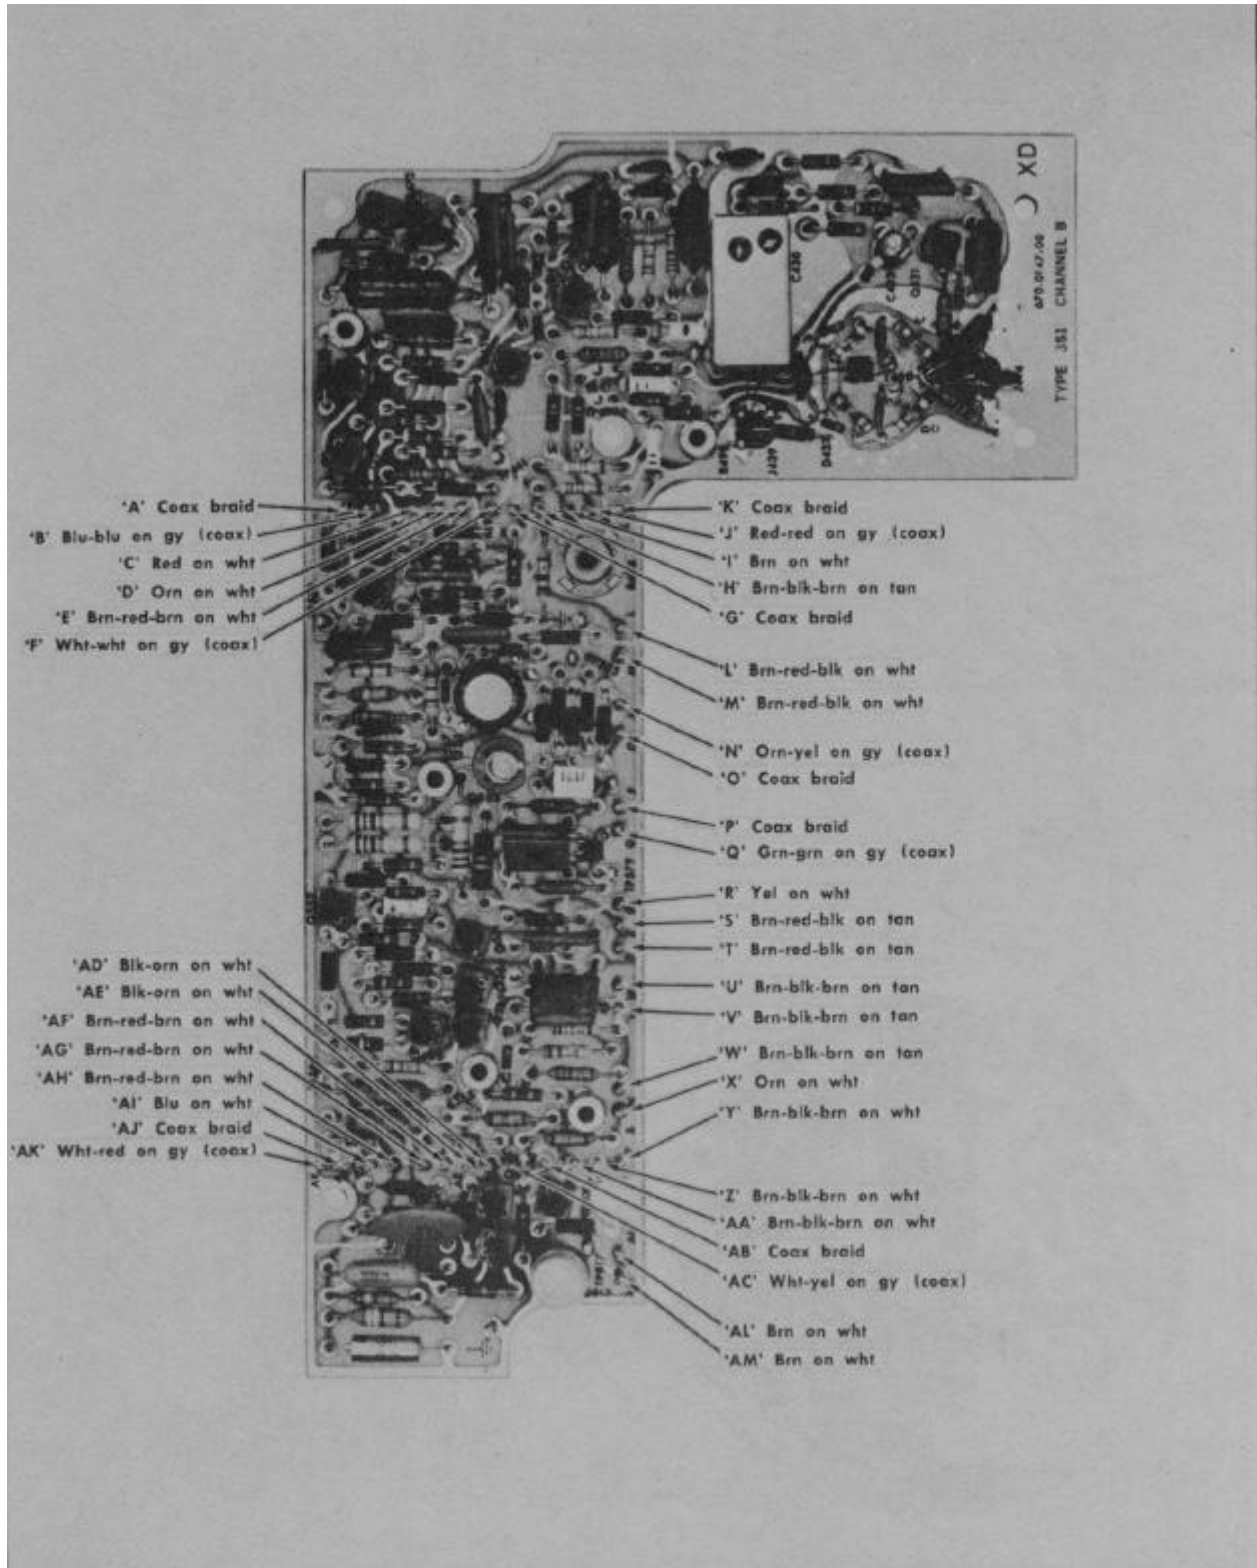 XD
070.0147.00
TYPE 3S1 CHANNEL B
C430
'A' Coax braid
'B' Blu-blu on gy (coax)
'C' Red on wht
'D' Orn on wht
'E' Brn-red-brn on wht
'F' Wht-wht on gy (coax)
'K' Coax braid
'J' Red-red on gy (coax)
'I' Brn on wht
'H' Brn-blk-brn on tan
'G' Coax braid
'L' Brn-red-blk on wht
'M' Brn-red-blk on wht
'N' Orn-yel on gy (coax)
'O' Coax braid
'P' Coax braid
'Q' Grn-grn on gy (coax)
'R' Yel on wht
'S' Brn-red-blk on tan
'T' Brn-red-blk on tan
'U' Brn-blk-brn on tan
'V' Brn-blk-brn on tan
'W' Brn-blk-brn on tan
'X' Orn on wht
'Y' Brn-blk-brn on wht
'AD' Blk-orn on wht
'AE' Blk-orn on wht
'AF' Brn-red-brn on wht
'AG' Brn-red-brn on wht
'AH' Brn-red-brn on wht
'AI' Blu on wht
'AJ' Coax braid
'AK' Wht-red on gy (coax)
'Z' Brn-blk-brn on wht
'AA' Brn-blk-brn on wht
'AB' Coax braid
'AC' Wht-yel on gy (coax)
'AL' Brn on wht
'AM' Brn on wht